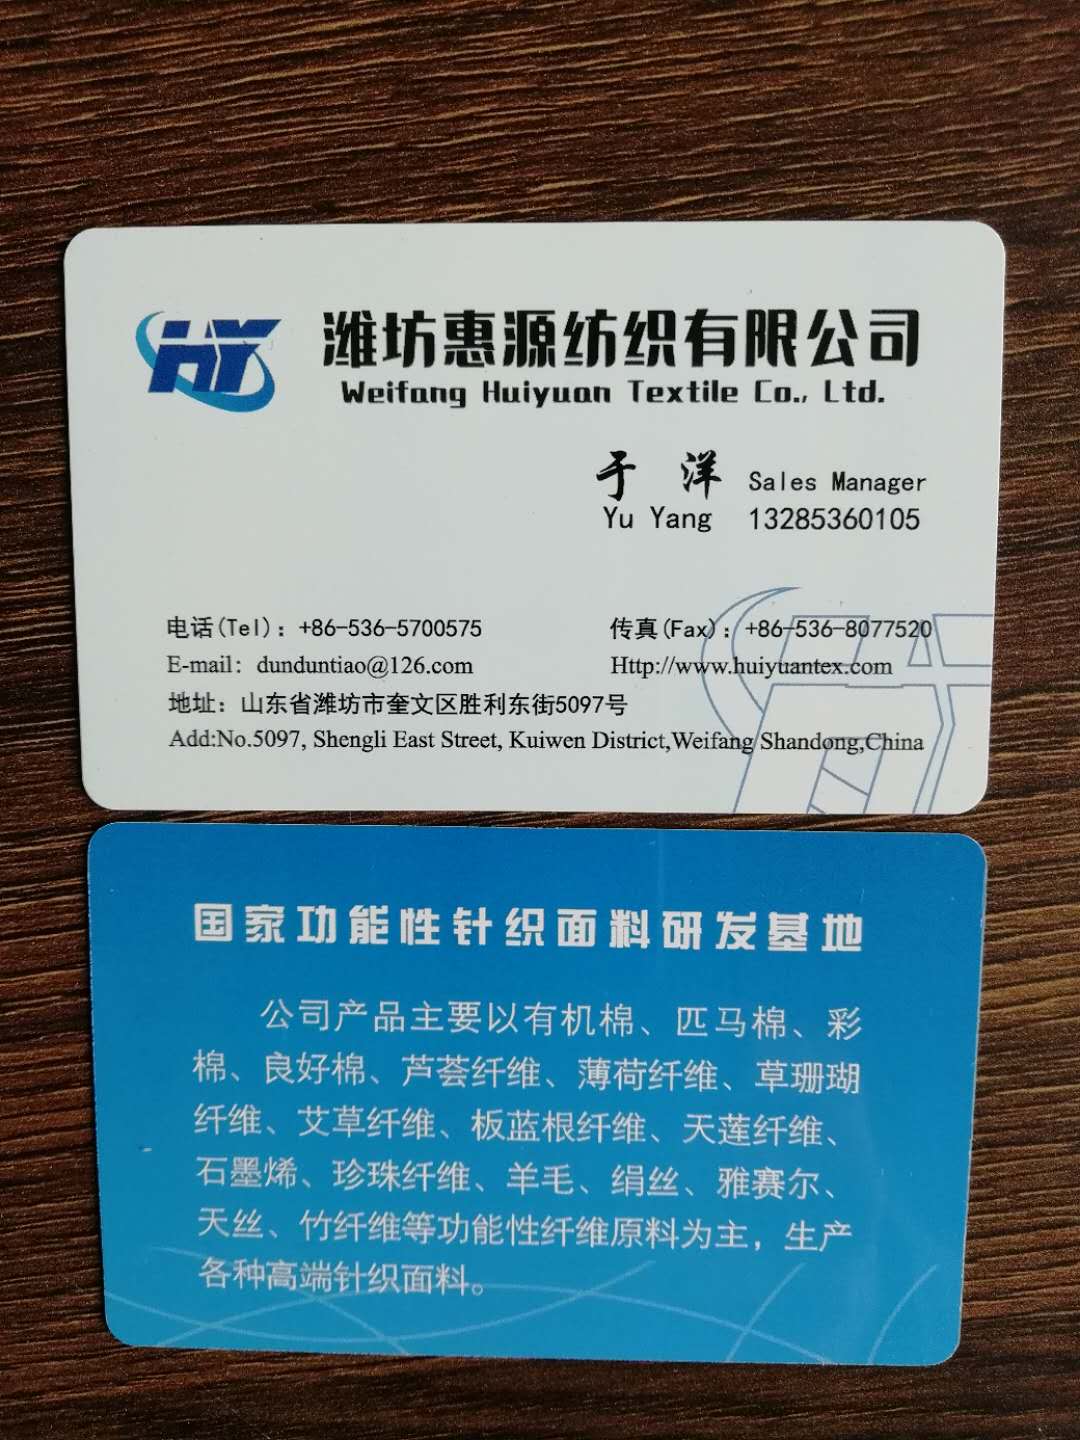 HY
潍坊惠源纺织有限公司
Weifang Huiyuan Textile Co., Ltd.
于 洋 Sales Manager
Yu Yang 13285360105
电话(Tel)：+86-536-5700575 传真(Fax)：+86-536-8077520
E-mail：dunduntiao@126.com Http://www.huiyuantex.com
地址：山东省潍坊市奎文区胜利东街5097号
Add:No.5097, Shengli East Street, Kuiwen District,Weifang Shandong,China
国家功能性针织面料研发基地
公司产品主要以有机棉、匹马棉、彩
棉、良好棉、芦荟纤维、薄荷纤维、草珊瑚
纤维、艾草纤维、板蓝根纤维、天莲纤维、
石墨烯、珍珠纤维、羊毛、绢丝、雅赛尔、
天丝、竹纤维等功能性纤维原料为主，生产
各种高端针织面料。